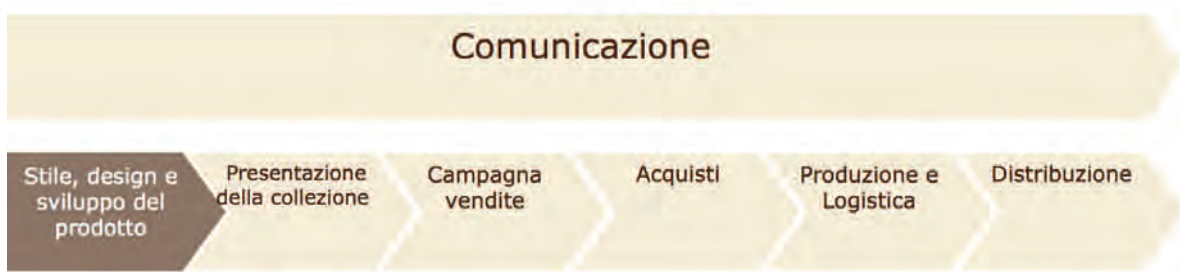 Comunicazione
Stile, design e
sviluppo del
prodotto
Presentazione
della collezione
Campagna
vendite
Acquisti
Produzione e
Logistica
Distribuzione